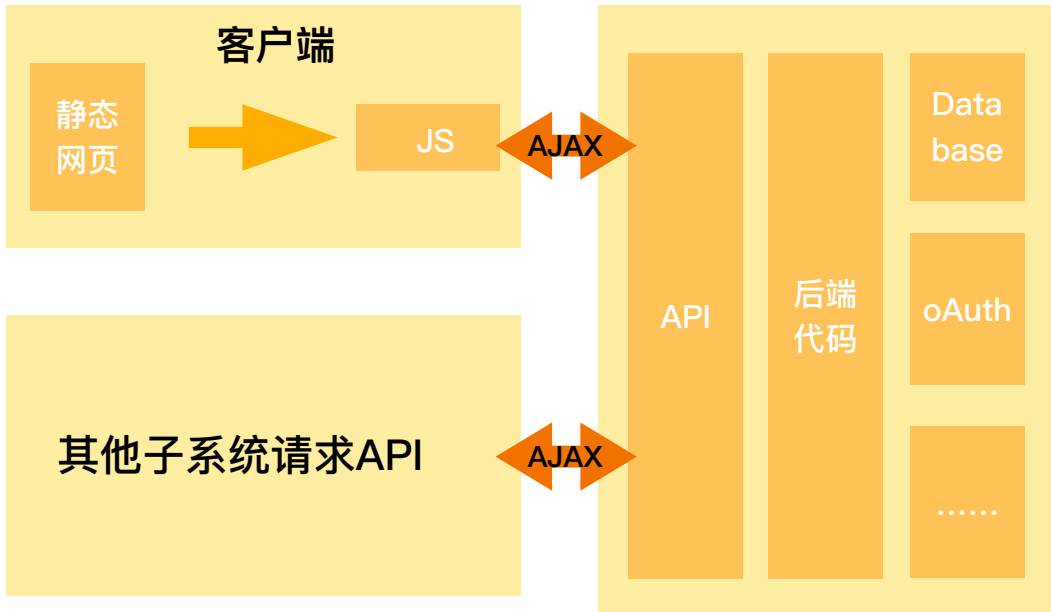 客户端
静态
网页
JS
AJAX
其他子系统请求API
AJAX
API
后端
代码
Data
base
oAuth
······